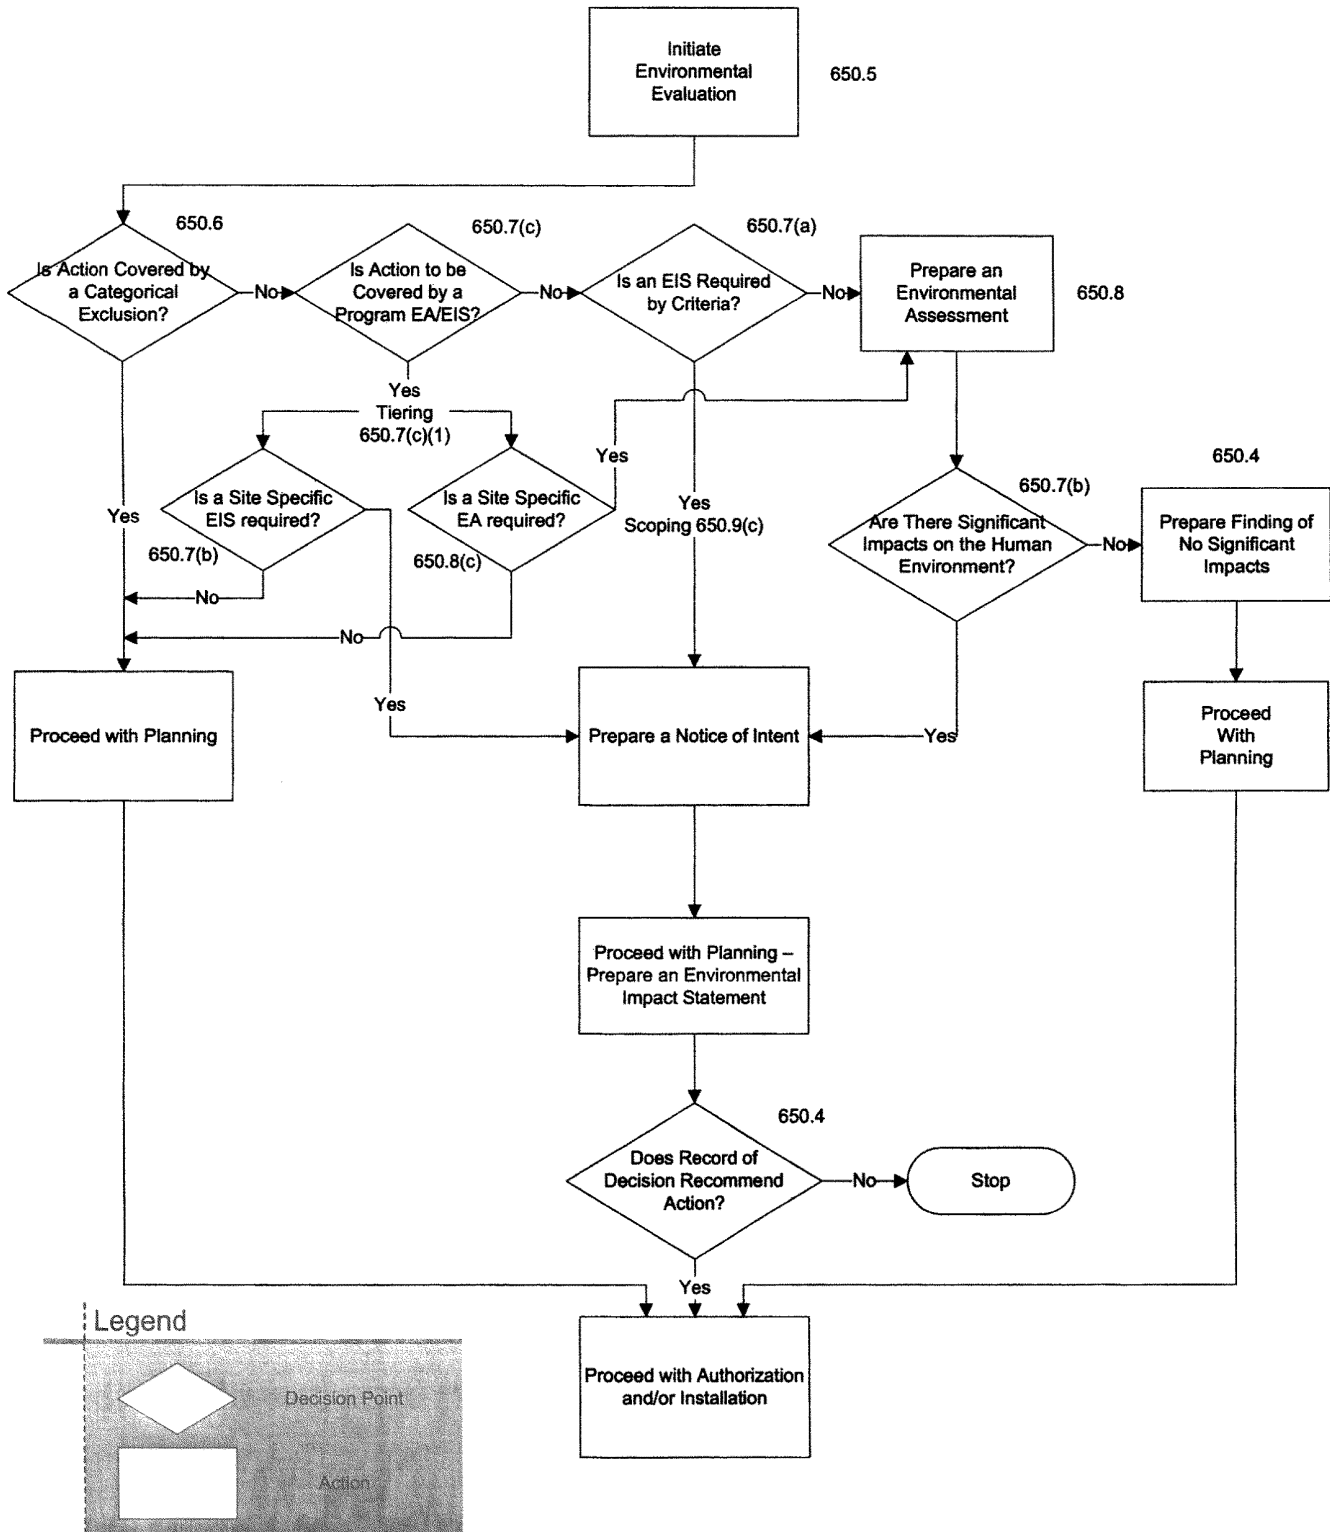 Initiate
Environmental
Evaluation
650.5
650.6
Is Action Covered by
a Categorical
Exclusion?
No
650.7(c)
Is Action to be
Covered by a
Program EA/EIS?
No
650.7(a)
Is an EIS Required
by Criteria?
No
Prepare an
Environmental
Assessment
650.8
Yes
Tiering
650.7(c)(1)
Yes
Is a Site Specific
EIS required?
650.7(b)
No
Is a Site Specific
EA required?
650.8(c)
No
Yes
Yes
Yes
Scoping 650.9(c)
Yes
650.7(b)
Are There Significant
Impacts on the Human
Environment?
No
650.4
Prepare Finding of
No Significant
Impacts
Yes
Proceed with Planning
Prepare a Notice of Intent
Proceed
With
Planning
Proceed with Planning –
Prepare an Environmental
Impact Statement
650.4
Does Record of
Decision Recommend
Action?
No
Stop
Yes
Proceed with Authorization
and/or Installation
Legend
Decision Point
Action